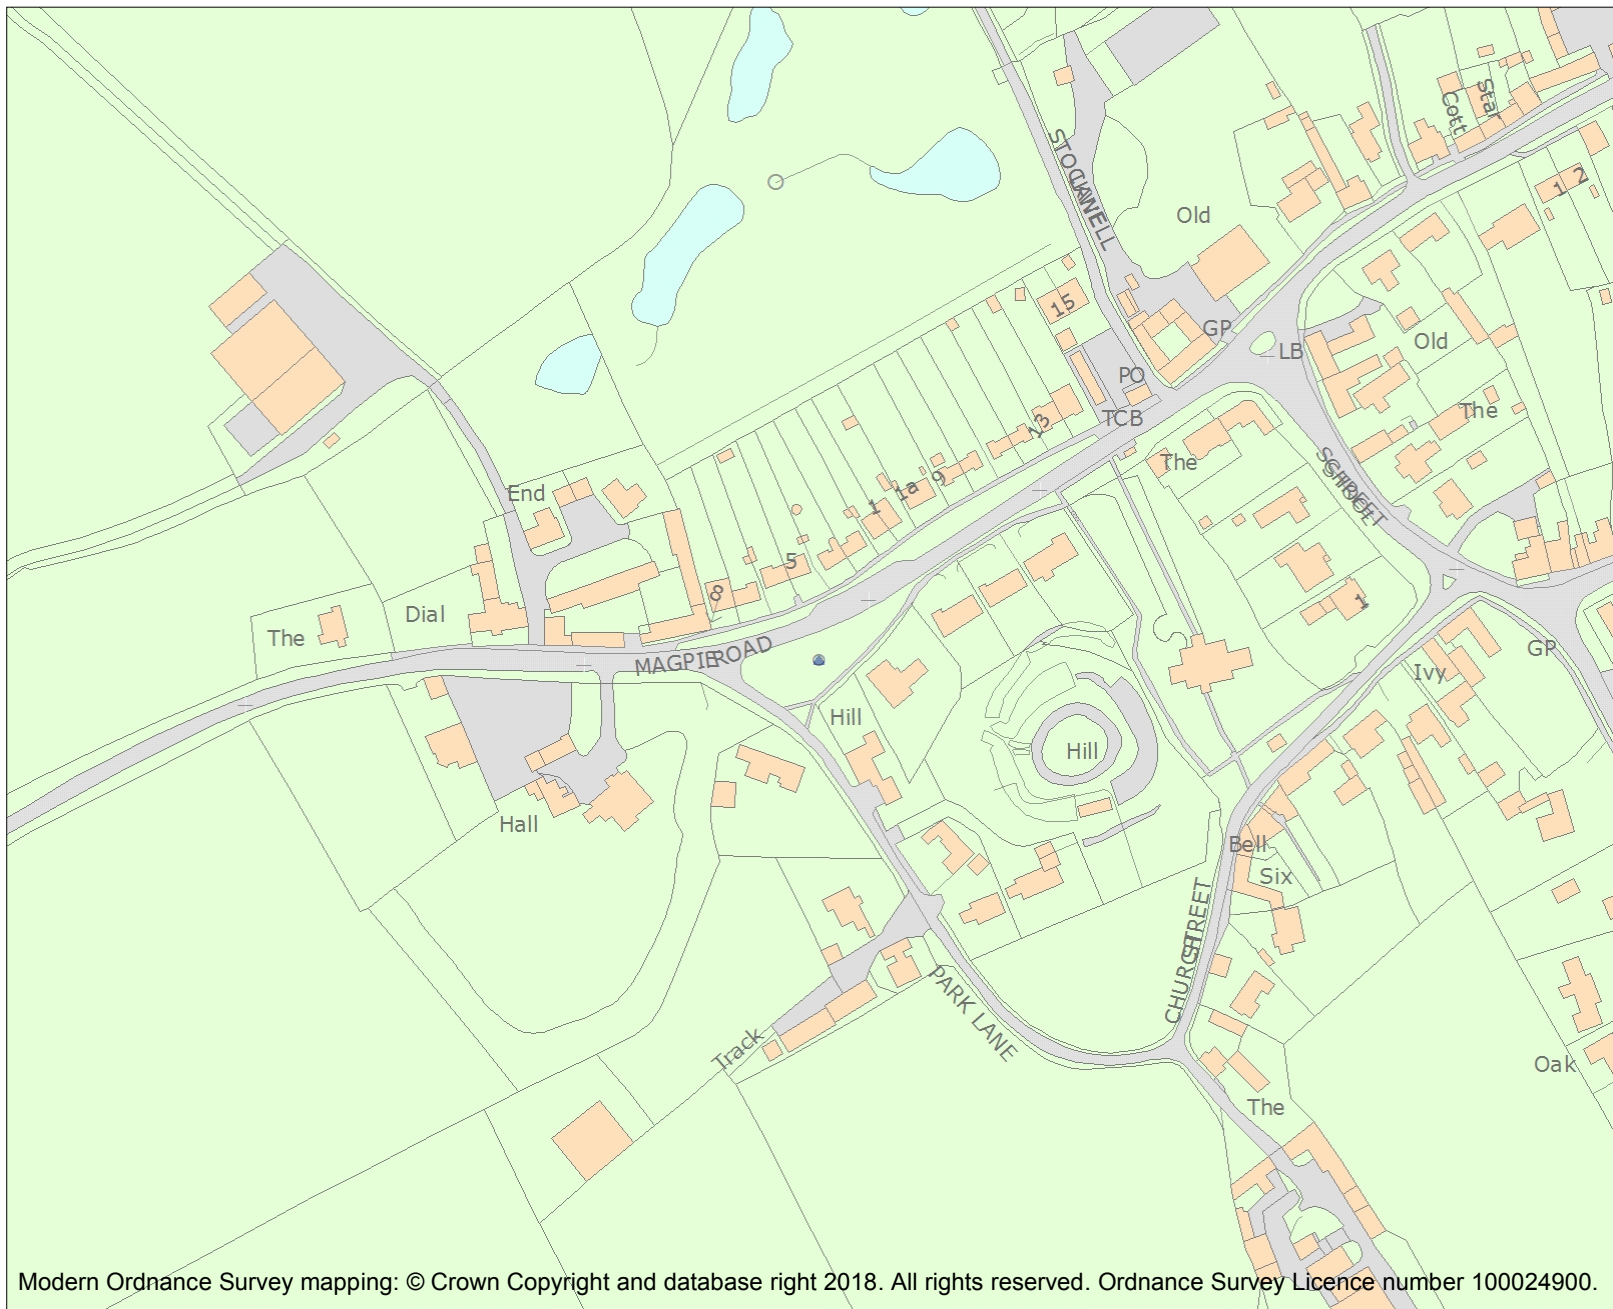 Star
Cott
STOCKWELL
LANE
1 2
Old
15
GP
LB
Old
PO
TCB
The
13
The
SCHOOL
STREET
End
1
1a
9
5
8
Dial
The
MAGPIE ROAD
1
GP
Ivy
Hill
Hill
Hall
Bell
Six
CHURCH STREET
PARK LANE
Track
Oak
The
Modern Ordnance Survey mapping: © Crown Copyright and database right 2018. All rights reserved. Ordnance Survey Licence number 100024900.